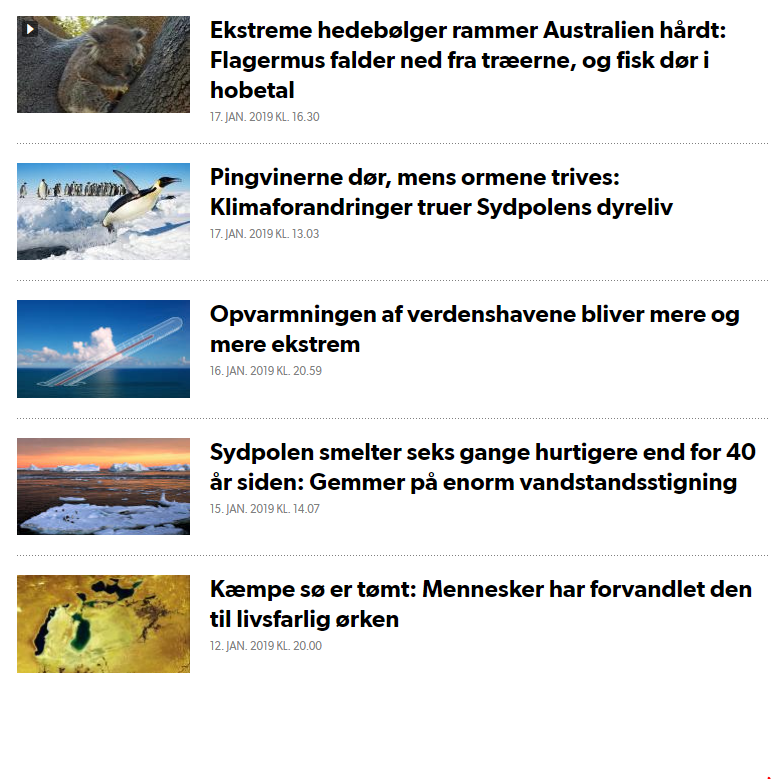 Ekstreme hedebølger rammer Australien hårdt:
Flagermus falder ned fra træerne, og fisk dør i
hobetal
17. JAN. 2019 KL. 16.30
Pingvinerne dør, mens ormene trives:
Klimaforandringer truer Sydpolens dyreliv
17. JAN. 2019 KL. 13.03
Opvarmningen af verdenshavene bliver mere og
mere ekstrem
16. JAN. 2019 KL. 20.59
Sydpolen smelter seks gange hurtigere end for 40
år siden: Gemmer på enorm vandstandsstigning
15. JAN. 2019 KL. 14.07
Kæmpe sø er tømt: Mennesker har forvandlet den
til livsfarlig ørken
12. JAN. 2019 KL. 20.00